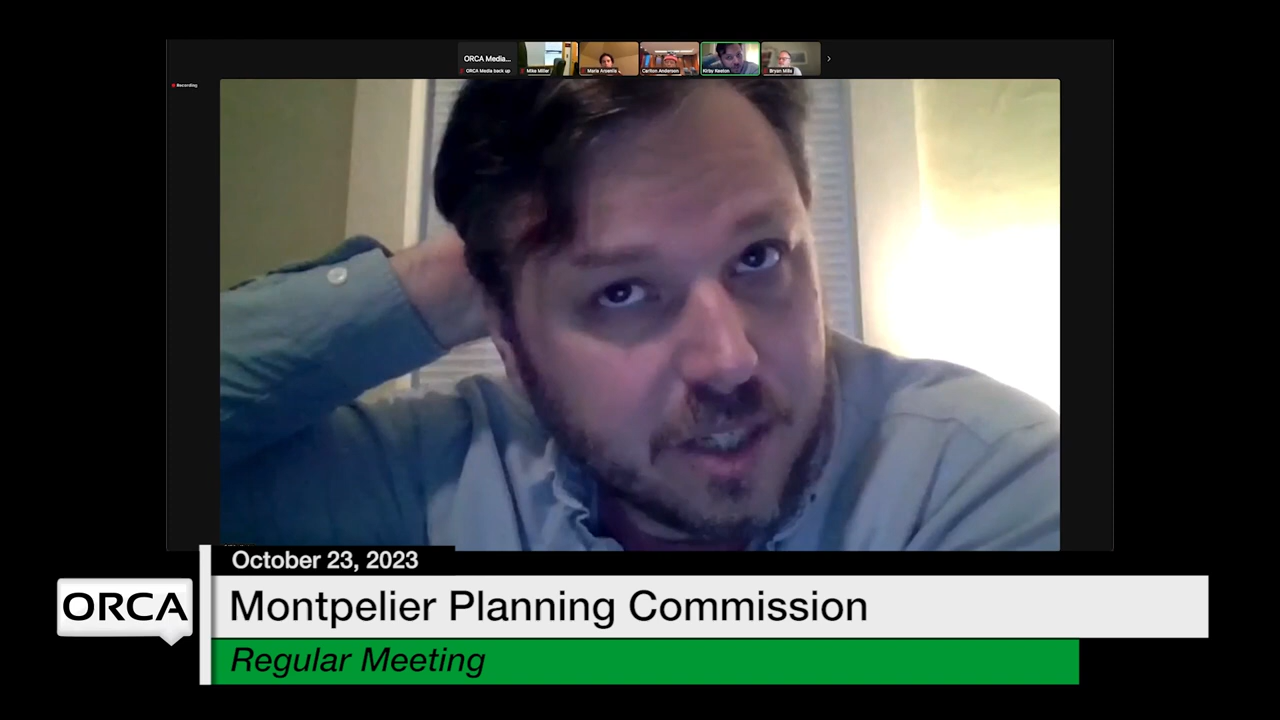 ORCA Media...
ORCA Media back up
Mike Miller
Maria Arsenlis
Carlton Anderson
Kirby Keeton
Bryan Mills
Recording
October 23, 2023
ORCA
Montpelier Planning Commission
Regular Meeting